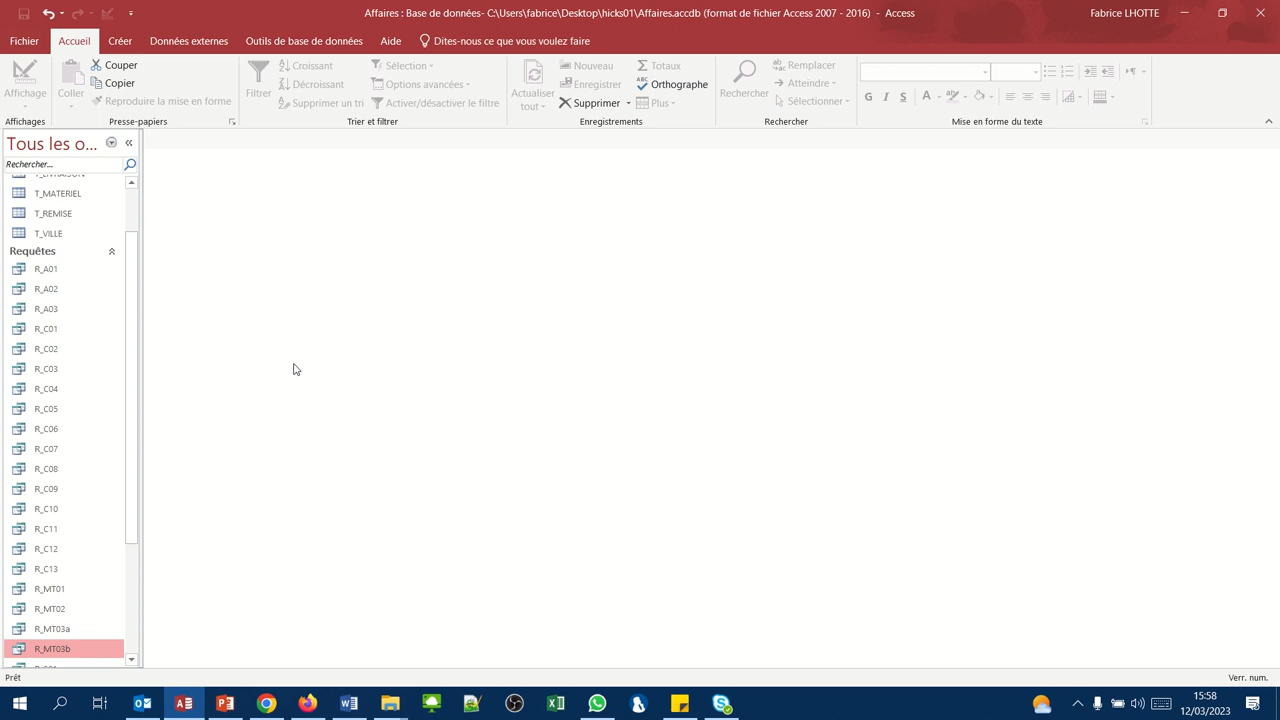 Affaires : Base de données- C:\Users\fabrice\Desktop\hicks01\Affaires.accdb (format de fichier Access 2007 - 2016) - Access
Fabrice LHOTTE
Fichier Accueil Créer Données externes Outils de base de données Aide Dites-nous ce que vous voulez faire
Affichage
Coller
Couper
Copier
Reproduire la mise en forme
Filtrer
Croissant
Décroissant
Supprimer un tri
Sélection
Options avancées
Activer/désactiver le filtre
Actualiser
tout
Nouveau
Enregistrer
Supprimer
Totaux
Orthographe
Plus
Rechercher
Remplacer
Atteindre
Sélectionner
G I S A
Affichages Presse-papiers Trier et filtrer Enregistrements Rechercher Mise en forme du texte
Tous les o...
Rechercher...
T_LIVRAISON
T_MATERIEL
T_REMISE
T_VILLE
Requêtes
R_A01
R_A02
R_A03
R_C01
R_C02
R_C03
R_C04
R_C05
R_C06
R_C07
R_C08
R_C09
R_C10
R_C11
R_C12
R_C13
R_MT01
R_MT02
R_MT03a
R_MT03b
Prêt
Verr. num.
15:58
12/03/2023